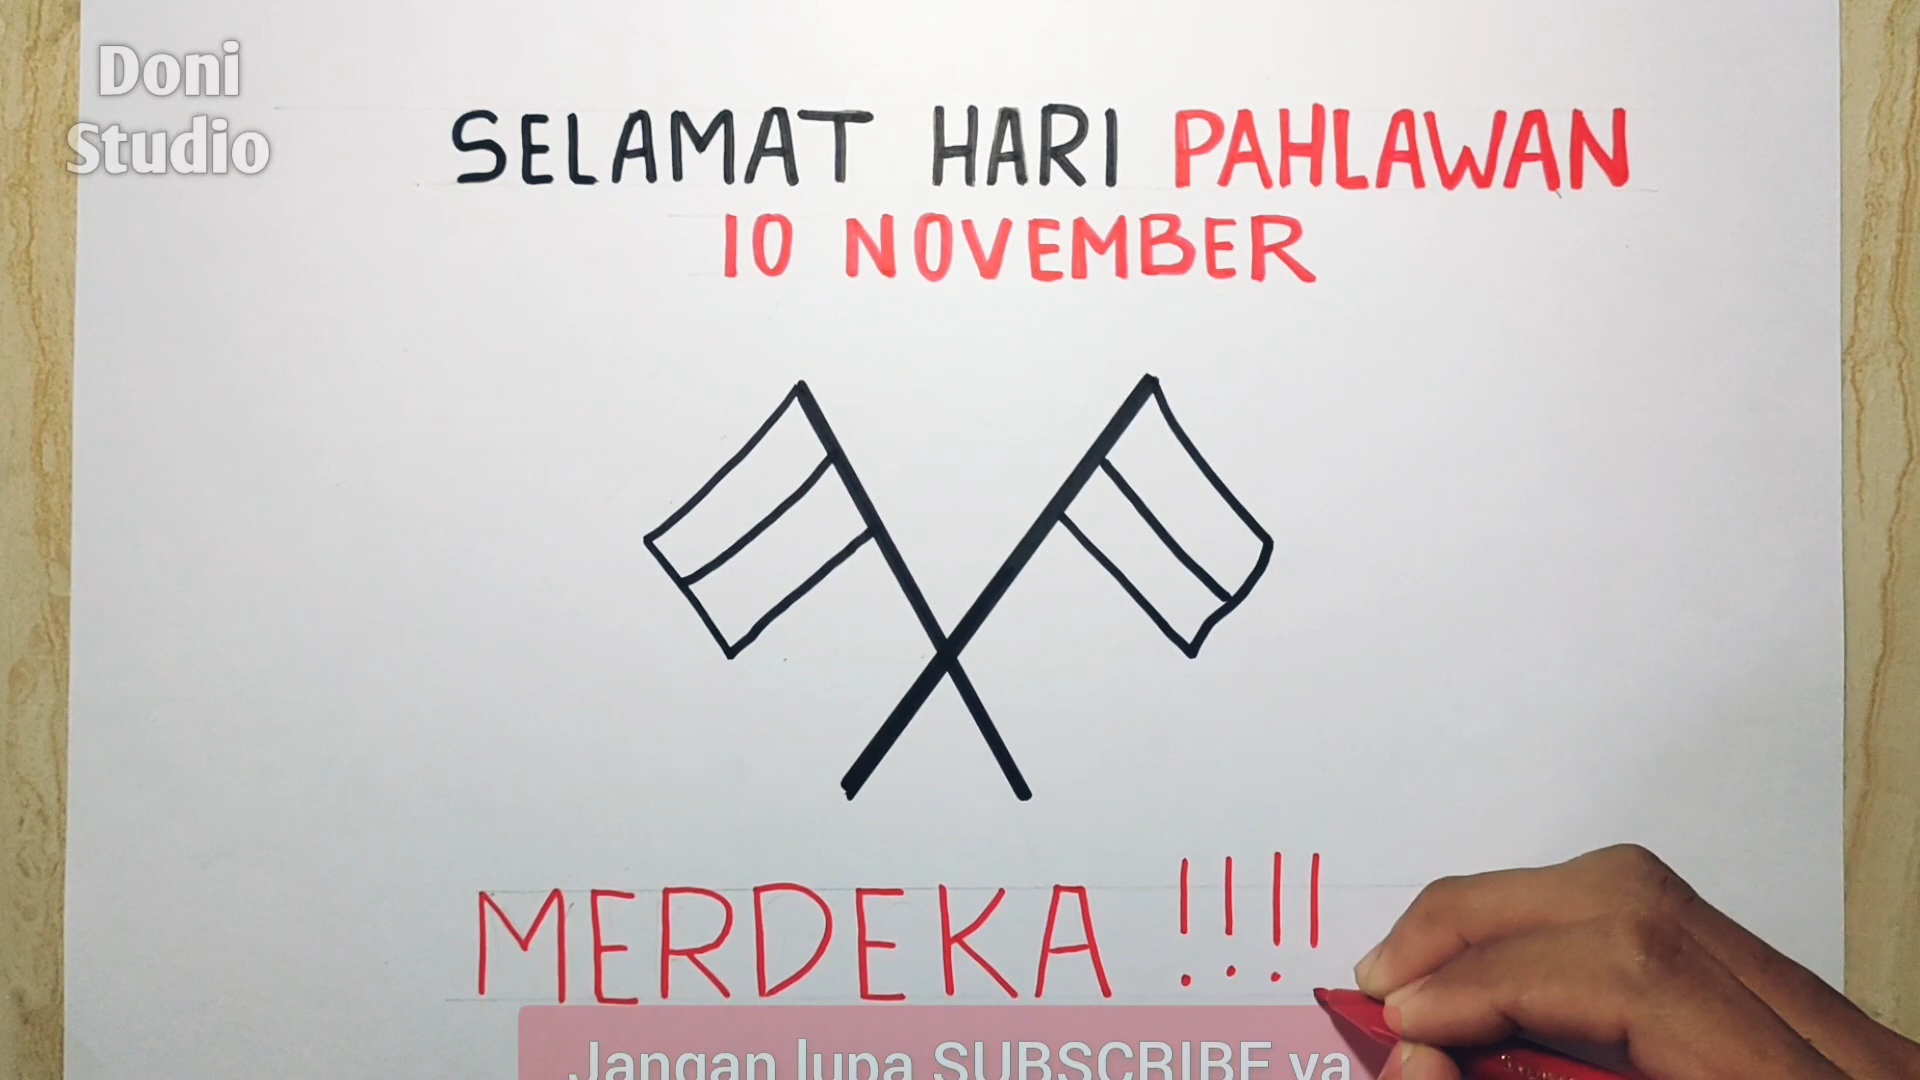 Doni
Studio
SELAMAT HARI PAHLAWAN
10 NOVEMBER
MERDEKA !!!!
Jangan lupa SUBSCRIBE ya